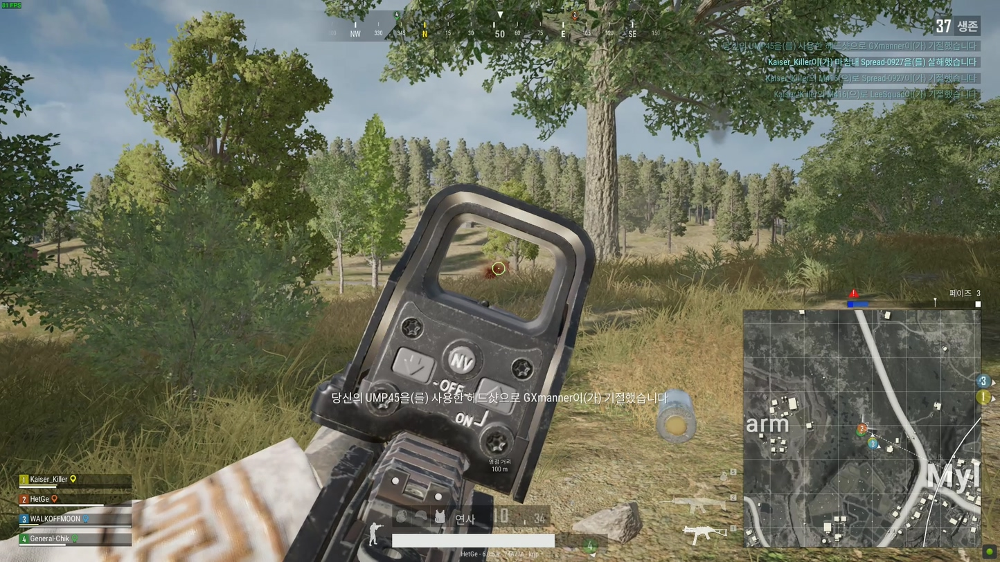 81 FPS
4
2
NW 330 345 N 15 30 50 60 75 E 105 120 SE 150
37 생존
당신의 UMP45을(를) 사용한 헤드샷으로 GXmanner이(가) 기절했습니다
Kaiser_Killer이(가) 마침내 Spread-0927을(를) 살해했습니다
Kaiser_Killer의 M416(으)로 Spread-0927이(가) 기절했습니다
Kaiser_Killer의 M416(으)로 LeeSquad이(가) 기절했습니다
페이즈 3
NV
OFF
당신의 UMP45을(를) 사용한 헤드샷으로 GXmanner이(가) 기절했습니다
ON
영점 거리
100 m
arm
2
3
Myl
3
!
5
2
1
1 Kaiser_Killer
2 HetGe
3 WALKOFFMOON
4 General-Chik
연사 10 34
4